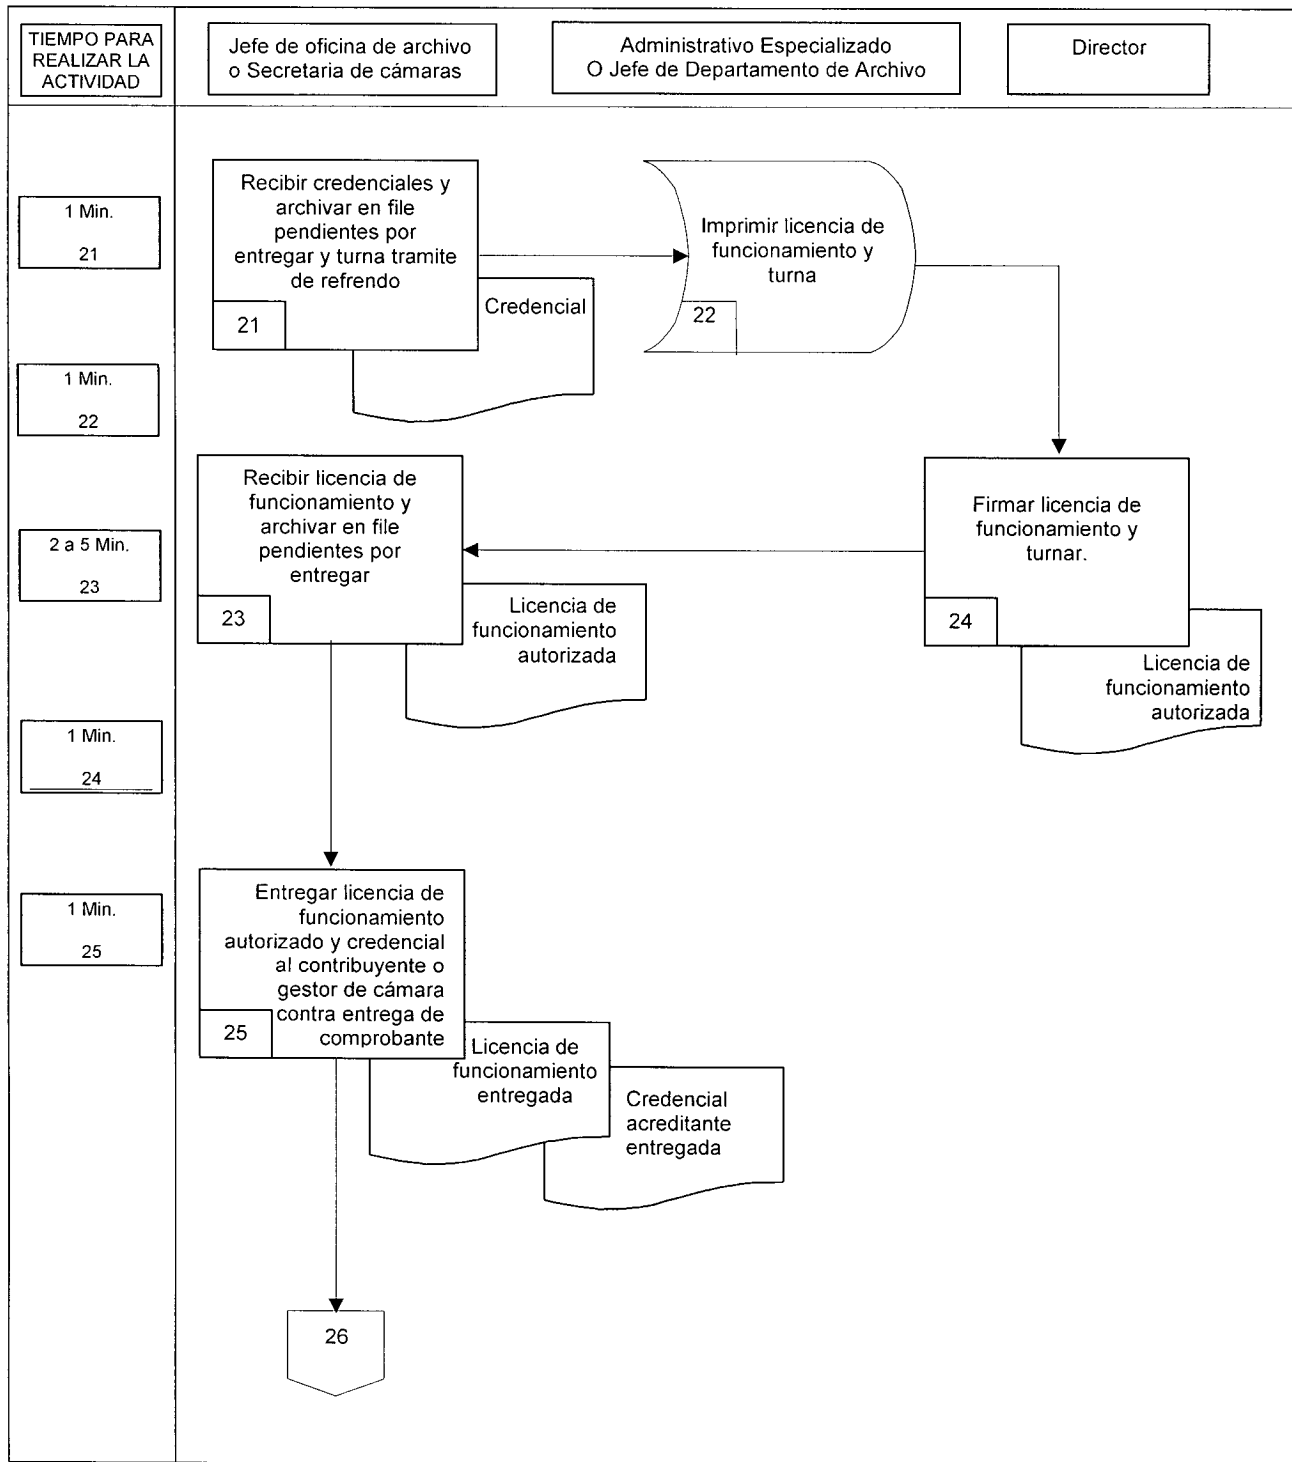 TIEMPO PARA
REALIZAR LA
ACTIVIDAD
Jefe de oficina de archivo
o Secretaria de cámaras
Administrativo Especializado
O Jefe de Departamento de Archivo
Director
1 Min.
21
Recibir credenciales y
archivar en file
pendientes por
entregar y turna tramite
de refrendo
21
Credencial
Imprimir licencia de
funcionamiento y
turna
22
1 Min.
22
Recibir licencia de
funcionamiento y
archivar en file
pendientes por
entregar
23
Licencia de
funcionamiento
autorizada
Firmar licencia de
funcionamiento y
turnar.
24
Licencia de
funcionamiento
autorizada
2 a 5 Min.
23
1 Min.
24
1 Min.
25
Entregar licencia de
funcionamiento
autorizado y credencial
al contribuyente o
gestor de cámara
contra entrega de
comprobante
25
Licencia de
funcionamiento
entregada
Credencial
acreditante
entregada
26